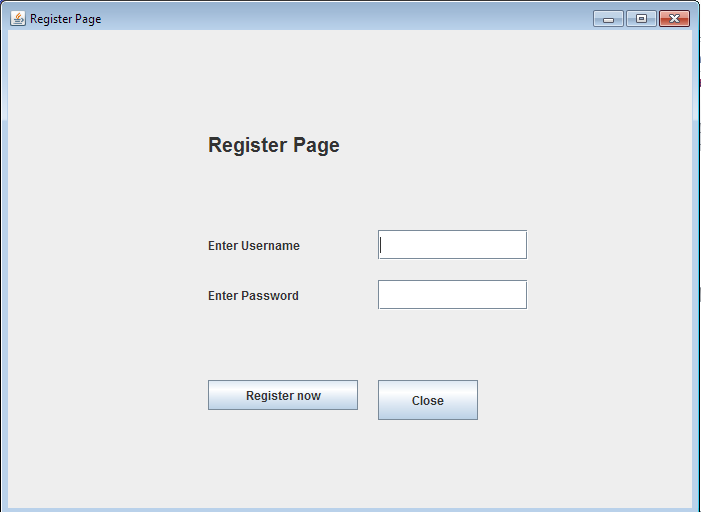 Register Page
Register Page
Enter Username
Enter Password
Register now
Close